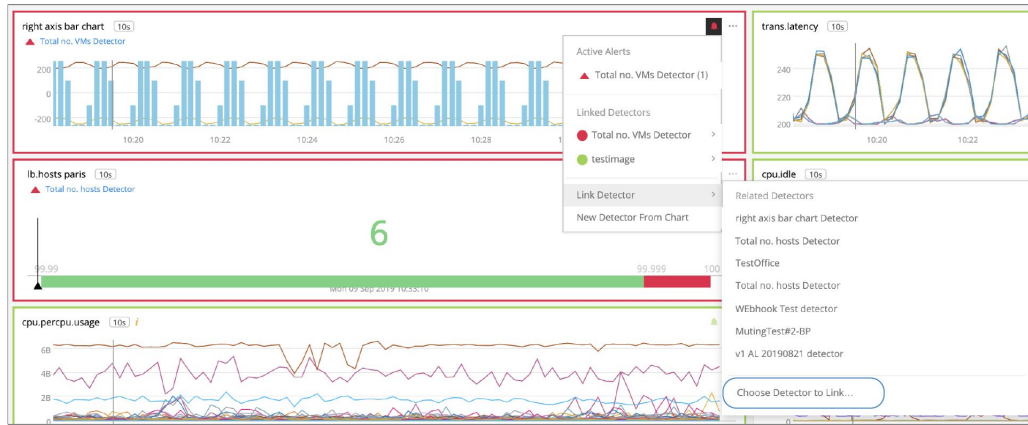 right axis bar chart 10s ...
Total no. VMs Detector
200
0
-200
10:20 10:22 10:24 10:26 10:28
Active Alerts
Total no. VMs Detector (1)
Linked Detectors
Total no. VMs Detector >
testimage >
Link Detector >
New Detector From Chart
trans.latency 10s
240
220
200
10:20 10:22
lb.hosts paris 10s ...
Total no. hosts Detector
6
99.99 99.999 100
Mon 09 Sep 2019 10:33:10
cpu.idle 10s
Related Detectors
right axis bar chart Detector
Total no. hosts Detector
TestOffice
Total no. hosts Detector
WEbhook Test detector
MutingTest#2-BP
v1 AL 20190821 detector
Choose Detector to Link...
0
cpu.percpu.usage 10s i
6B
4B
2B
0